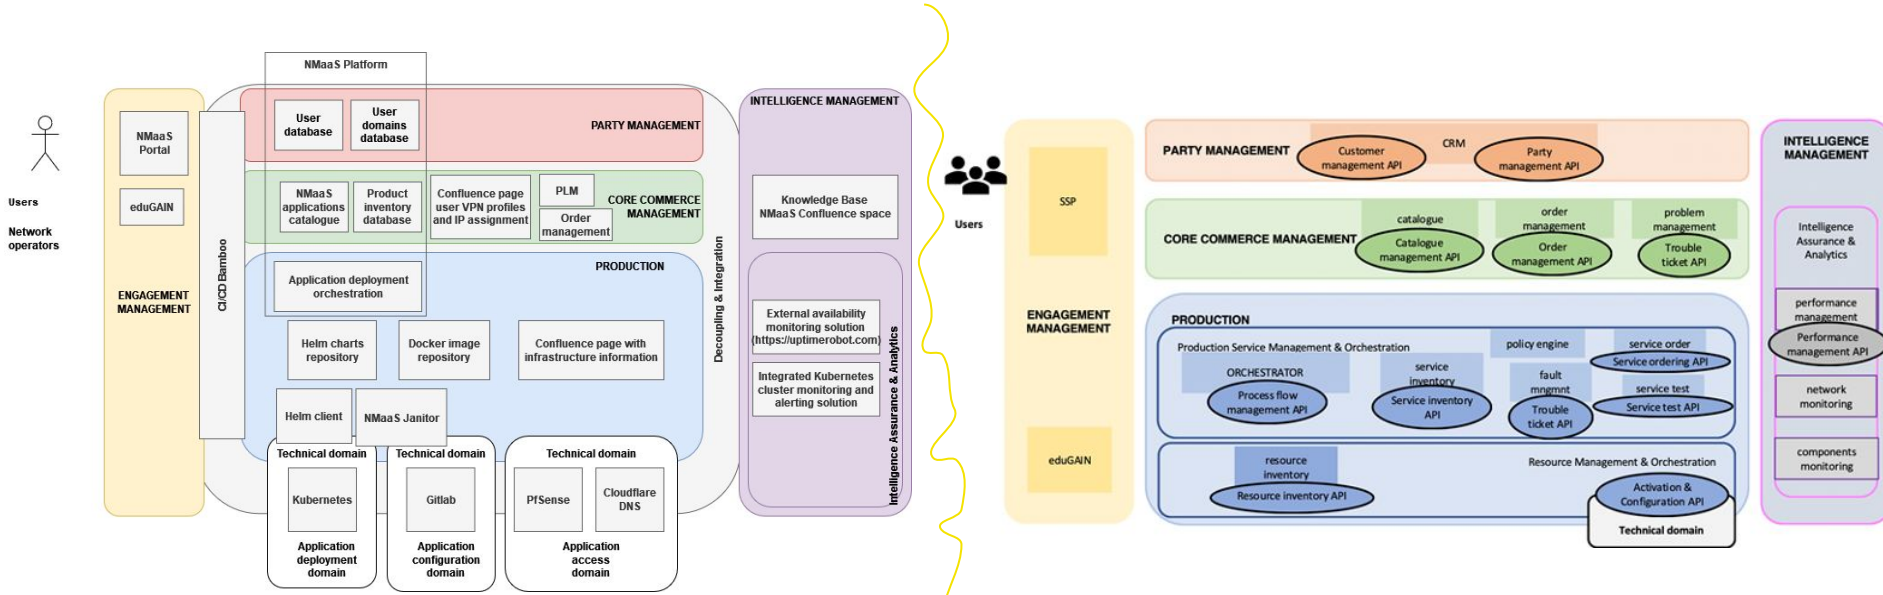 Users
Network
operators
ENGAGEMENT
MANAGEMENT
NMaaS
Portal
eduGAIN
CI/CD Bamboo
NMaaS Platform
PARTY MANAGEMENT
User
database
User
domains
database
CORE COMMERCE
MANAGEMENT
NMaaS
applications
catalogue
Product
inventory
database
Confluence page
user VPN profiles
and IP assignment
PLM
Order
management
PRODUCTION
Application deployment
orchestration
Helm charts
repository
Docker image
repository
Confluence page with
infrastructure information
Helm client
NMaaS Janitor
Technical domain
Kubernetes
Application
deployment
domain
Technical domain
Gitlab
Application
configuration
domain
Technical domain
PfSense
Cloudflare
DNS
Application
access
domain
Decoupling & Integration
INTELLIGENCE MANAGEMENT
Knowledge Base
NMaaS Confluence space
External availability
monitoring solution
(https://uptimerobot.com)
Integrated Kubernetes
cluster monitoring and
alerting solution
Intelligence Assurance & Analytics
Users
SSP
ENGAGEMENT
MANAGEMENT
eduGAIN
PARTY MANAGEMENT
Customer
management API
CRM
Party
management API
CORE COMMERCE MANAGEMENT
catalogue
Catalogue
management API
order
management
Order
management API
problem
management
Trouble
ticket API
PRODUCTION
Production Service Management & Orchestration
ORCHESTRATOR
Process flow
management API
service
inventory
Service inventory
API
policy engine
fault
mngmnt
Trouble
ticket API
service order
Service ordering API
service test
Service test API
resource
inventory
Resource inventory API
Resource Management & Orchestration
Activation &
Configuration API
Technical domain
INTELLIGENCE
MANAGEMENT
Intelligence
Assurance &
Analytics
performance
management
Performance
management API
network
monitoring
components
monitoring